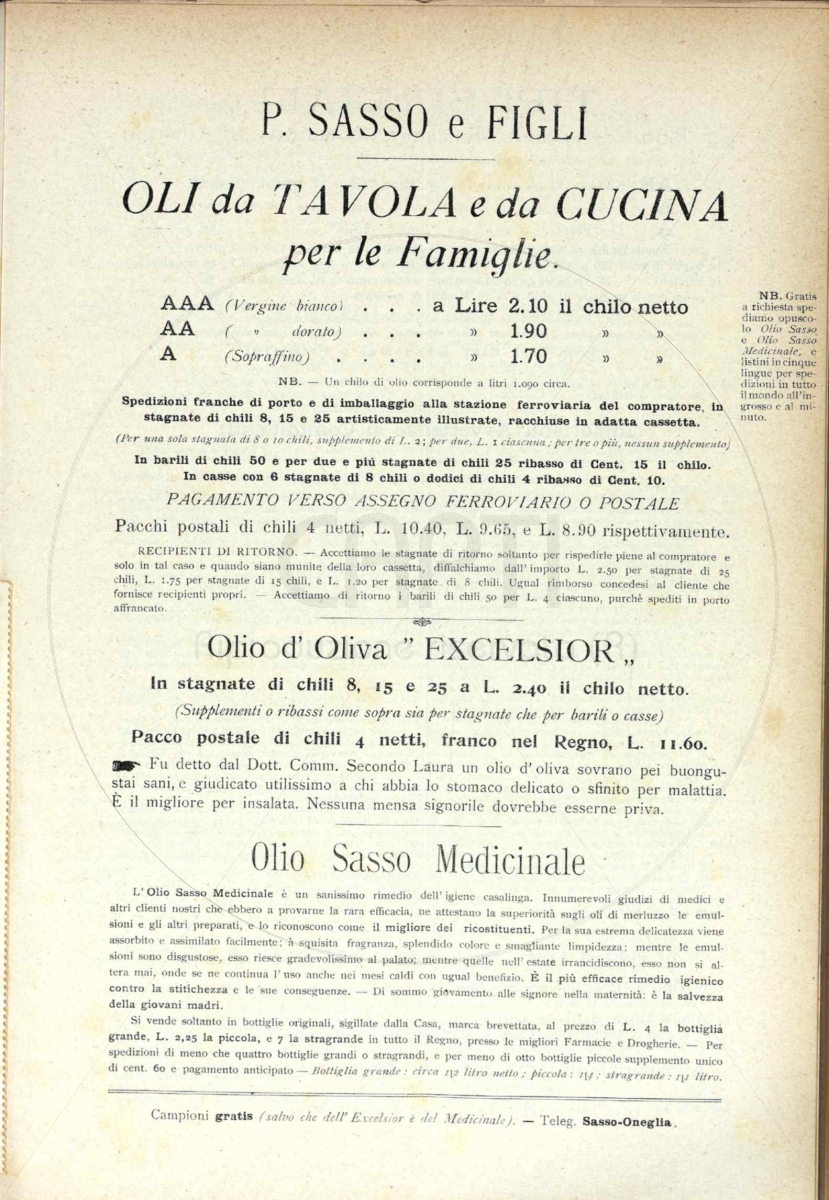 P. SASSO e FIGLI
OLI da TAVOLA e da CUCINA
per le Famiglie.
AAA (Vergine bianco) . . . a Lire 2.10 il chilo netto
AA ( " dorato) . . . » 1.90 » »
A (Sopraffino) . . . . » 1.70 » »
NB. — Un chilo di olio corrisponde a litri 1.090 circa.
Spedizioni franche di porto e di imballaggio alla stazione ferroviaria del compratore, in
stagnate di chili 8, 15 e 25 artisticamente illustrate, racchiuse in adatta cassetta.
(Per una sola stagnata di 8 o 10 chili, supplemento di L. 2; per due, L. 1 ciascuna; per tre o più, nessun supplemento)
In barili di chili 50 e per due e più stagnate di chili 25 ribasso di Cent. 15 il chilo.
In casse con 6 stagnate di 8 chili o dodici di chili 4 ribasso di Cent. 10.
PAGAMENTO VERSO ASSEGNO FERROVIARIO O POSTALE
Pacchi postali di chili 4 netti, L. 10.40, L. 9.65, e L. 8.90 rispettivamente.
RECIPIENTI DI RITORNO. — Accettiamo le stagnate di ritorno soltanto per rispedirle piene al compratore e
solo in tal caso e quando siano munite della loro cassetta, diffalchiamo dall'importo L. 2.50 per stagnate di 25
chili, L. 1.75 per stagnate di 15 chili, e L. 1.20 per stagnate di 8 chili. Ugual rimborso concedesi al cliente che
fornisce recipienti propri. — Accettiamo di ritorno i barili di chili 50 per L. 4 ciascuno, purchè spediti in porto
affrancato.
NB. Gratis
a richiesta spe-
diamo opusco-
lo Olio Sasso
e Olio Sasso
Medicinale, e
listini in cinque
lingue per spe-
dizioni in tutto
il mondo all'in-
grosso e al mi-
nuto.
Olio d' Oliva " EXCELSIOR „
In stagnate di chili 8, 15 e 25 a L. 2.40 il chilo netto.
(Supplementi o ribassi come sopra sia per stagnate che per barili o casse)
Pacco postale di chili 4 netti, franco nel Regno, L. 11.60.
Fu detto dal Dott. Comm. Secondo Laura un olio d' oliva sovrano pei buongu-
stai sani, e giudicato utilissimo a chi abbia lo stomaco delicato o sfinito per malattia.
È il migliore per insalata. Nessuna mensa signorile dovrebbe esserne priva.
Olio Sasso Medicinale
L'Olio Sasso Medicinale è un sanissimo rimedio dell'igiene casalinga. Innumerevoli giudizi di medici e
altri clienti nostri che ebbero a provarne la rara efficacia, ne attestano la superiorità sugli olî di merluzzo le emul-
sioni e gli altri preparati, e lo riconoscono come il migliore dei ricostituenti. Per la sua estrema delicatezza viene
assorbito e assimilato facilmente; à squisita fragranza, splendido colore e smagliante limpidezza; mentre le emul-
sioni sono disgustose, esso riesce gradevolissimo al palato; mentre quelle nell'estate irrancidiscono, esso non si al-
tera mai, onde se ne continua l'uso anche nei mesi caldi con ugual benefizio. È il più efficace rimedio igienico
contro la stitichezza e le sue conseguenze. — Di sommo giovamento alle signore nella maternità: è la salvezza
della giovani madri.
Si vende soltanto in bottiglie originali, sigillate dalla Casa, marca brevettata, al prezzo di L. 4 la bottiglia
grande, L. 2,25 la piccola, e 7 la stragrande in tutto il Regno, presso le migliori Farmacie e Drogherie. — Per
spedizioni di meno che quattro bottiglie grandi o stragrandi, e per meno di otto bottiglie piccole supplemento unico
di cent. 60 e pagamento anticipato — Bottiglia grande: circa 1\2 litro netto; piccola: 1\4; stragrande: 1\1 litro.
Campioni gratis (salvo che dell'Excelsior è del Medicinale). — Teleg. Sasso-Oneglia.